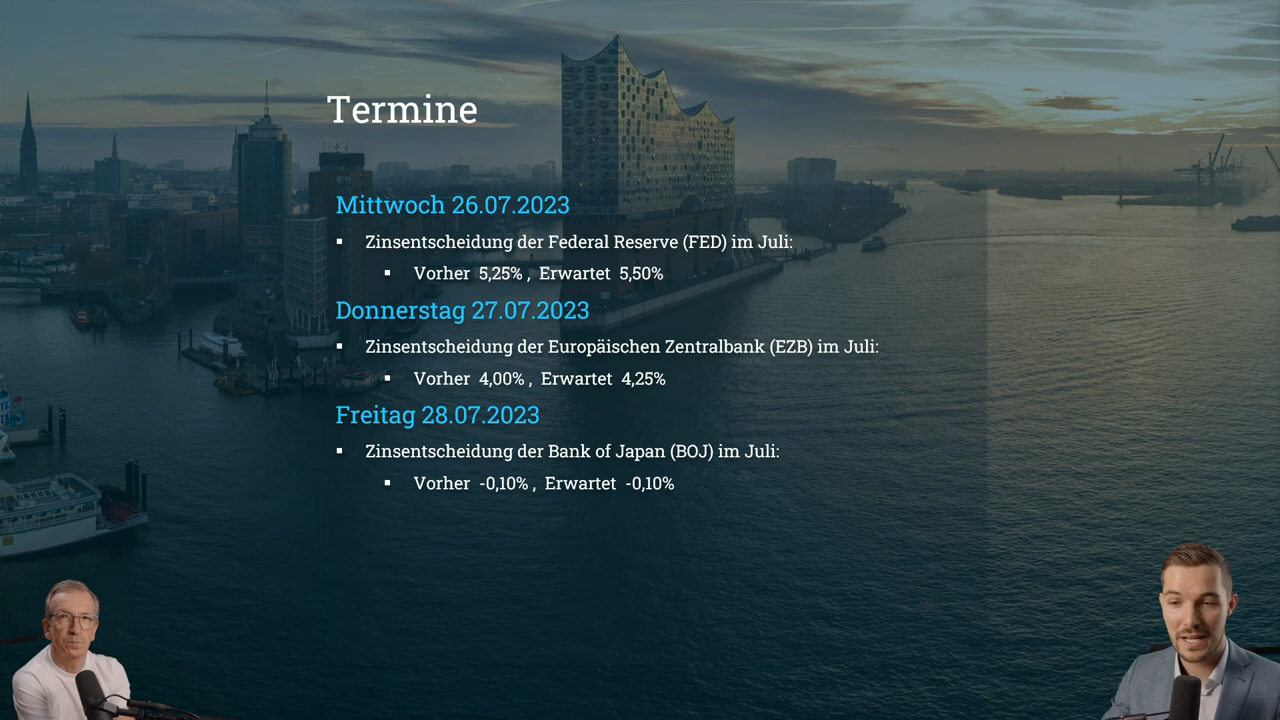 Termine
Mittwoch 26.07.2023
▪ Zinsentscheidung der Federal Reserve (FED) im Juli:
▪ Vorher 5,25% , Erwartet 5,50%
Donnerstag 27.07.2023
▪ Zinsentscheidung der Europäischen Zentralbank (EZB) im Juli:
▪ Vorher 4,00% , Erwartet 4,25%
Freitag 28.07.2023
▪ Zinsentscheidung der Bank of Japan (BOJ) im Juli:
▪ Vorher -0,10% , Erwartet -0,10%